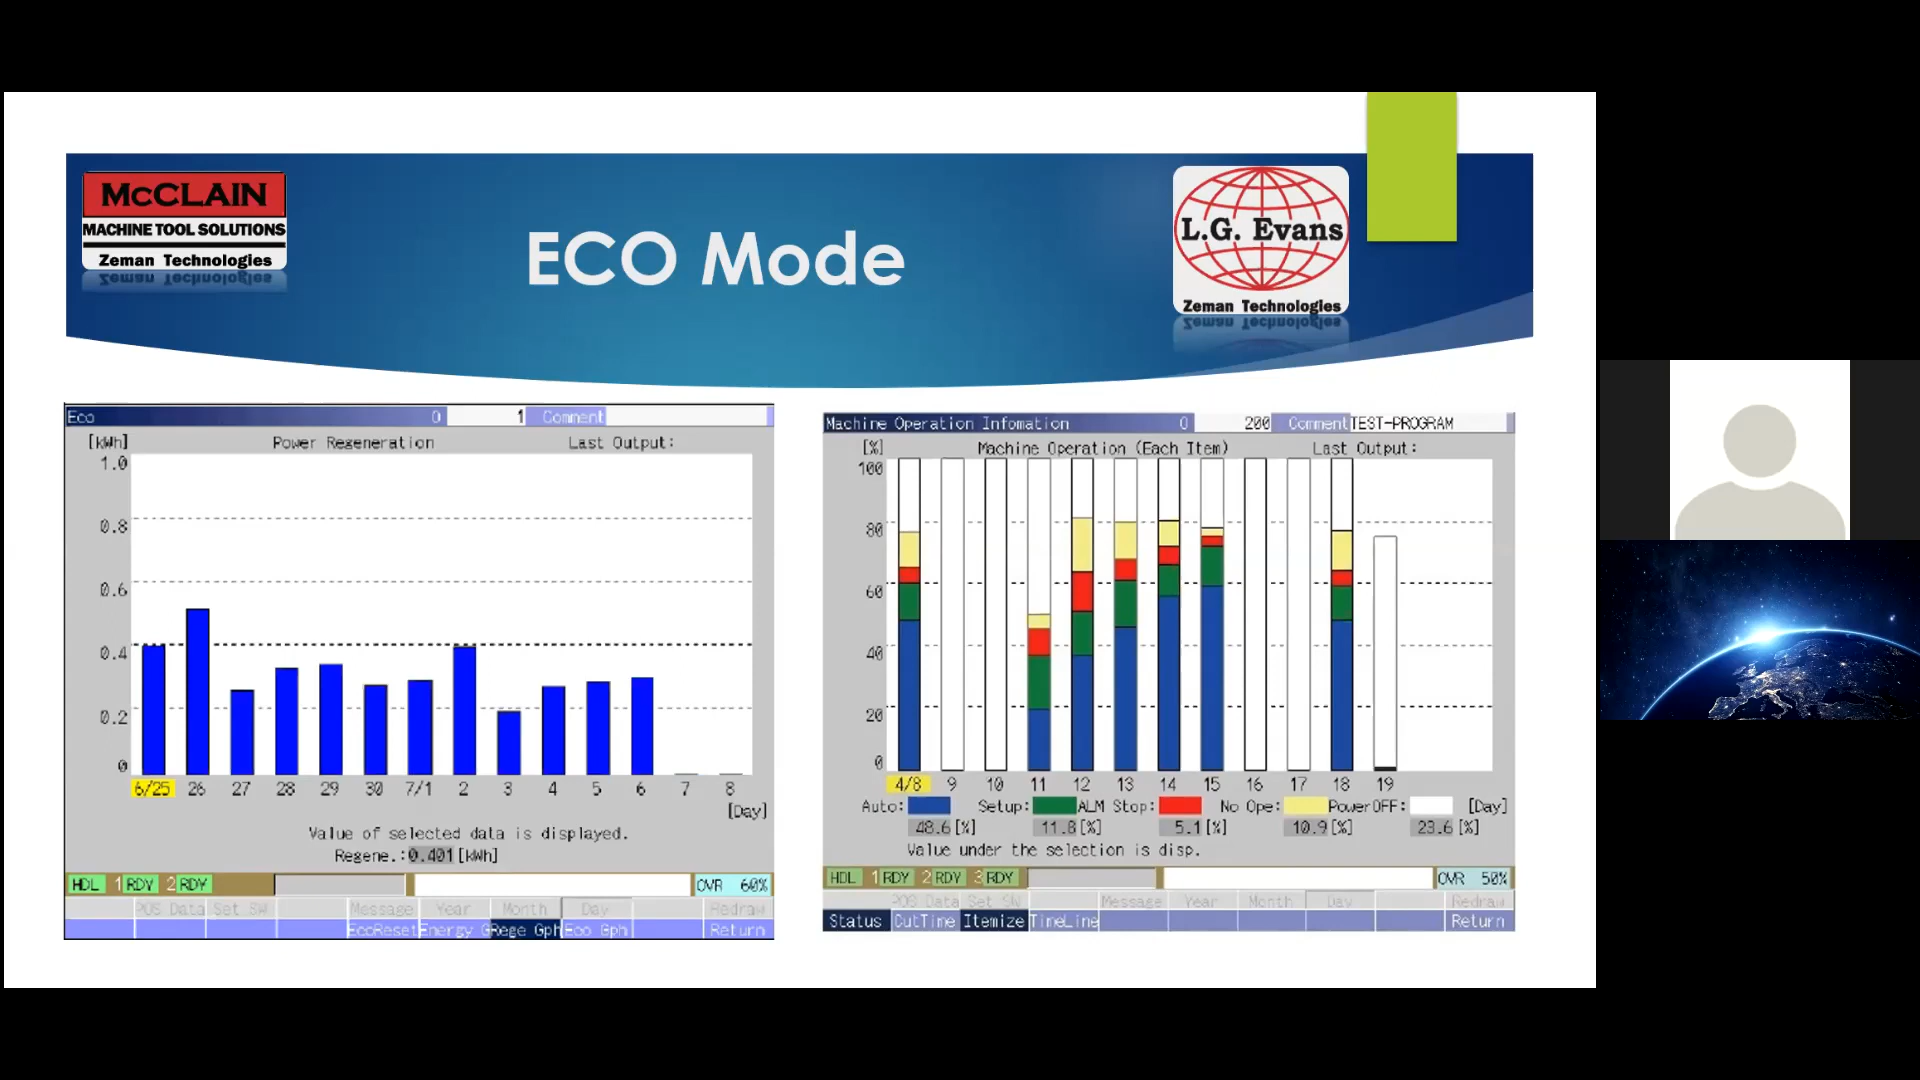 McCLAIN
MACHINE TOOL SOLUTIONS
Zeman Technologies
ECO Mode
L.G. Evans
Zeman Technologies
Eco 0 1 Comment
[kWh] Power Regeneration Last Output:
1.0
0.8
0.6
0.4
0.2
0
6/25 26 27 28 29 30 7/1 2 3 4 5 6 7 8
[Day]
Value of selected data is displayed.
Regene.:0.401[kWh]
HDL 1RDY 2RDY OVR 60%
POS Data Set SW Message Year Month Day Redraw
EcoReset Energy G Rege Gph Eco Gph Return
Machine Operation Infomation 0 200 Comment TEST-PROGRAM
[%] Machine Operation (Each Item) Last Output:
100
80
60
40
20
0
4/8 9 10 11 12 13 14 15 16 17 18 19
Auto: Setup: ALM Stop: No Ope: PowerOFF: [Day]
48.6[%] 11.8[%] 5.1[%] 10.9[%] 23.6[%]
Value under the selection is disp.
HDL 1RDY 2RDY 3RDY OVR 50%
POS Data Set SW Message Year Month Day Redraw
Status CutTime Itemize TimeLine Return